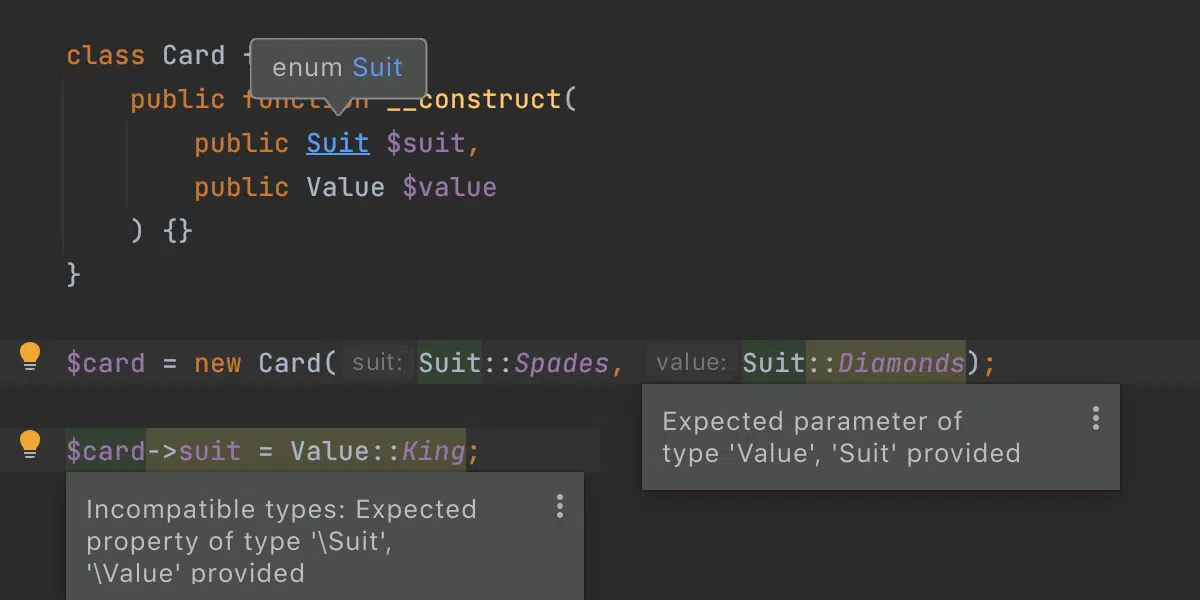 class Card {
enum Suit
public function __construct(
public Suit $suit,
public Value $value
) {}
}
$card = new Card( suit: Suit::Spades, value: Suit::Diamonds);
Expected parameter of
type 'Value', 'Suit' provided
$card->suit = Value::King;
Incompatible types: Expected
property of type '\Suit',
'\Value' provided